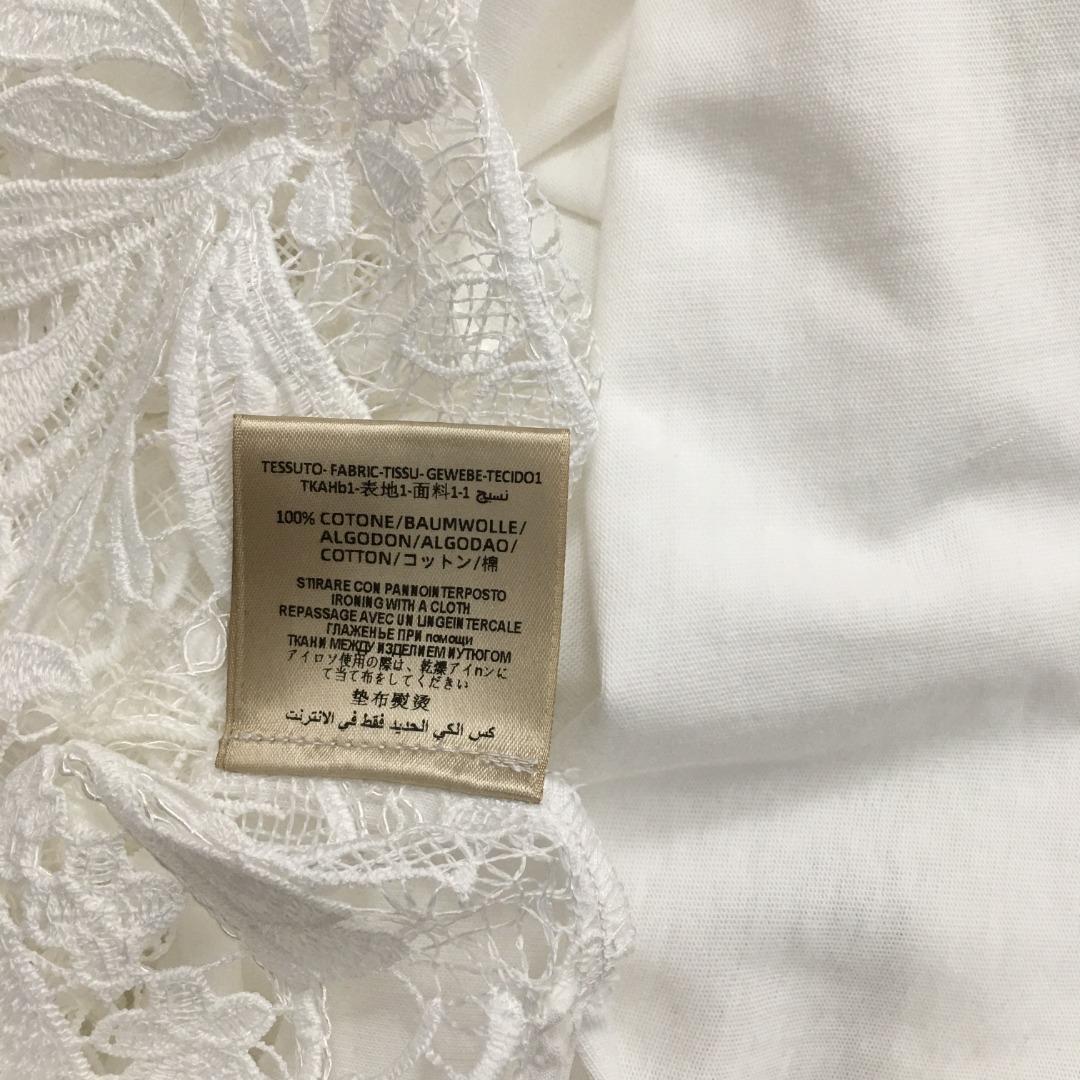 TESSUTO- FABRIC-TISSU- GEWEBE-TECIDO1
TKAHb1-表地1-面料1-1 نسيج
100% COTONE/BAUMWOLLE/
ALGODON/ALGODAO/
COTTON/コットン/棉
STIRARE CON PANNOINTERPOSTO
IRONING WITH A CLOTH
REPASSAGE AVEC UN LINGEINTERCALE
ГЛАЖЕНЬЕ ПРИ помощи
ТКАНИ МЕЖДУ ИЗДЕЛИЕМ ИУТЮГОМ
アイロソ使用の際は、乾燥アイnンに
て当て布をしてください
垫布熨烫
كس الكي الحديد فقط في الانترنت